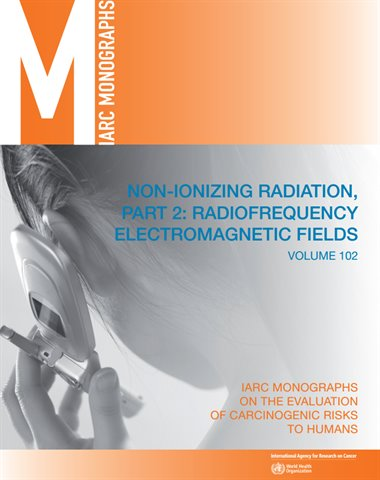 M
IARC MONOGRAPHS
NON-IONIZING RADIATION,
PART 2: RADIOFREQUENCY
ELECTROMAGNETIC FIELDS
VOLUME 102
IARC MONOGRAPHS
ON THE EVALUATION
OF CARCINOGENIC RISKS
TO HUMANS
International Agency for Research on Cancer
World Health
Organization